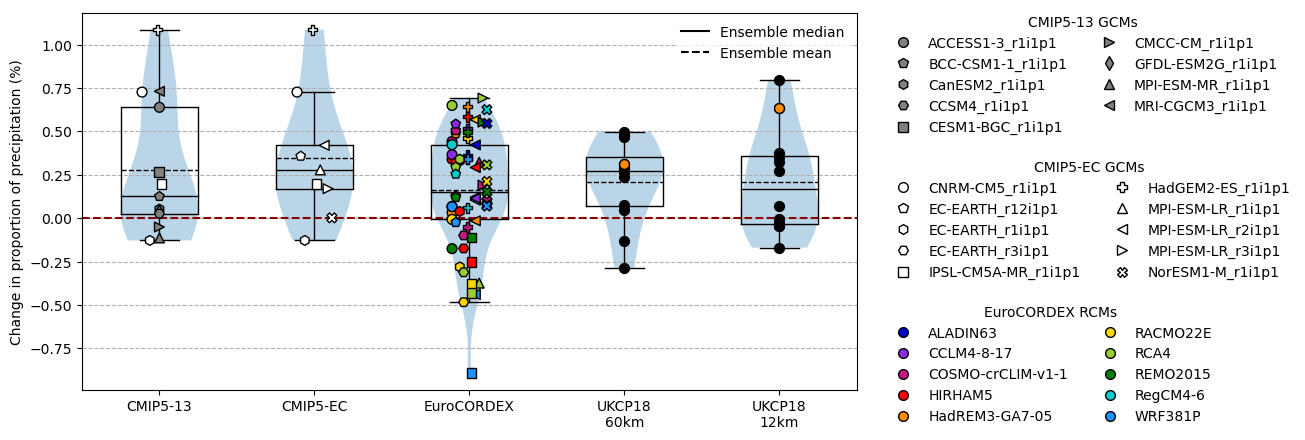 Change in proportion of precipitation (%)
1.00
0.75
0.50
0.25
0.00
−0.25
−0.50
−0.75
Ensemble median
Ensemble mean
CMIP5-13
CMIP5-EC
EuroCORDEX
UKCP18
60km
UKCP18
12km
CMIP5-13 GCMs
ACCESS1-3_r1i1p1
BCC-CSM1-1_r1i1p1
CanESM2_r1i1p1
CCSM4_r1i1p1
CESM1-BGC_r1i1p1
CMCC-CM_r1i1p1
GFDL-ESM2G_r1i1p1
MPI-ESM-MR_r1i1p1
MRI-CGCM3_r1i1p1
CMIP5-EC GCMs
CNRM-CM5_r1i1p1
EC-EARTH_r12i1p1
EC-EARTH_r1i1p1
EC-EARTH_r3i1p1
IPSL-CM5A-MR_r1i1p1
HadGEM2-ES_r1i1p1
MPI-ESM-LR_r1i1p1
MPI-ESM-LR_r2i1p1
MPI-ESM-LR_r3i1p1
NorESM1-M_r1i1p1
EuroCORDEX RCMs
ALADIN63
CCLM4-8-17
COSMO-crCLIM-v1-1
HIRHAM5
HadREM3-GA7-05
RACMO22E
RCA4
REMO2015
RegCM4-6
WRF381P